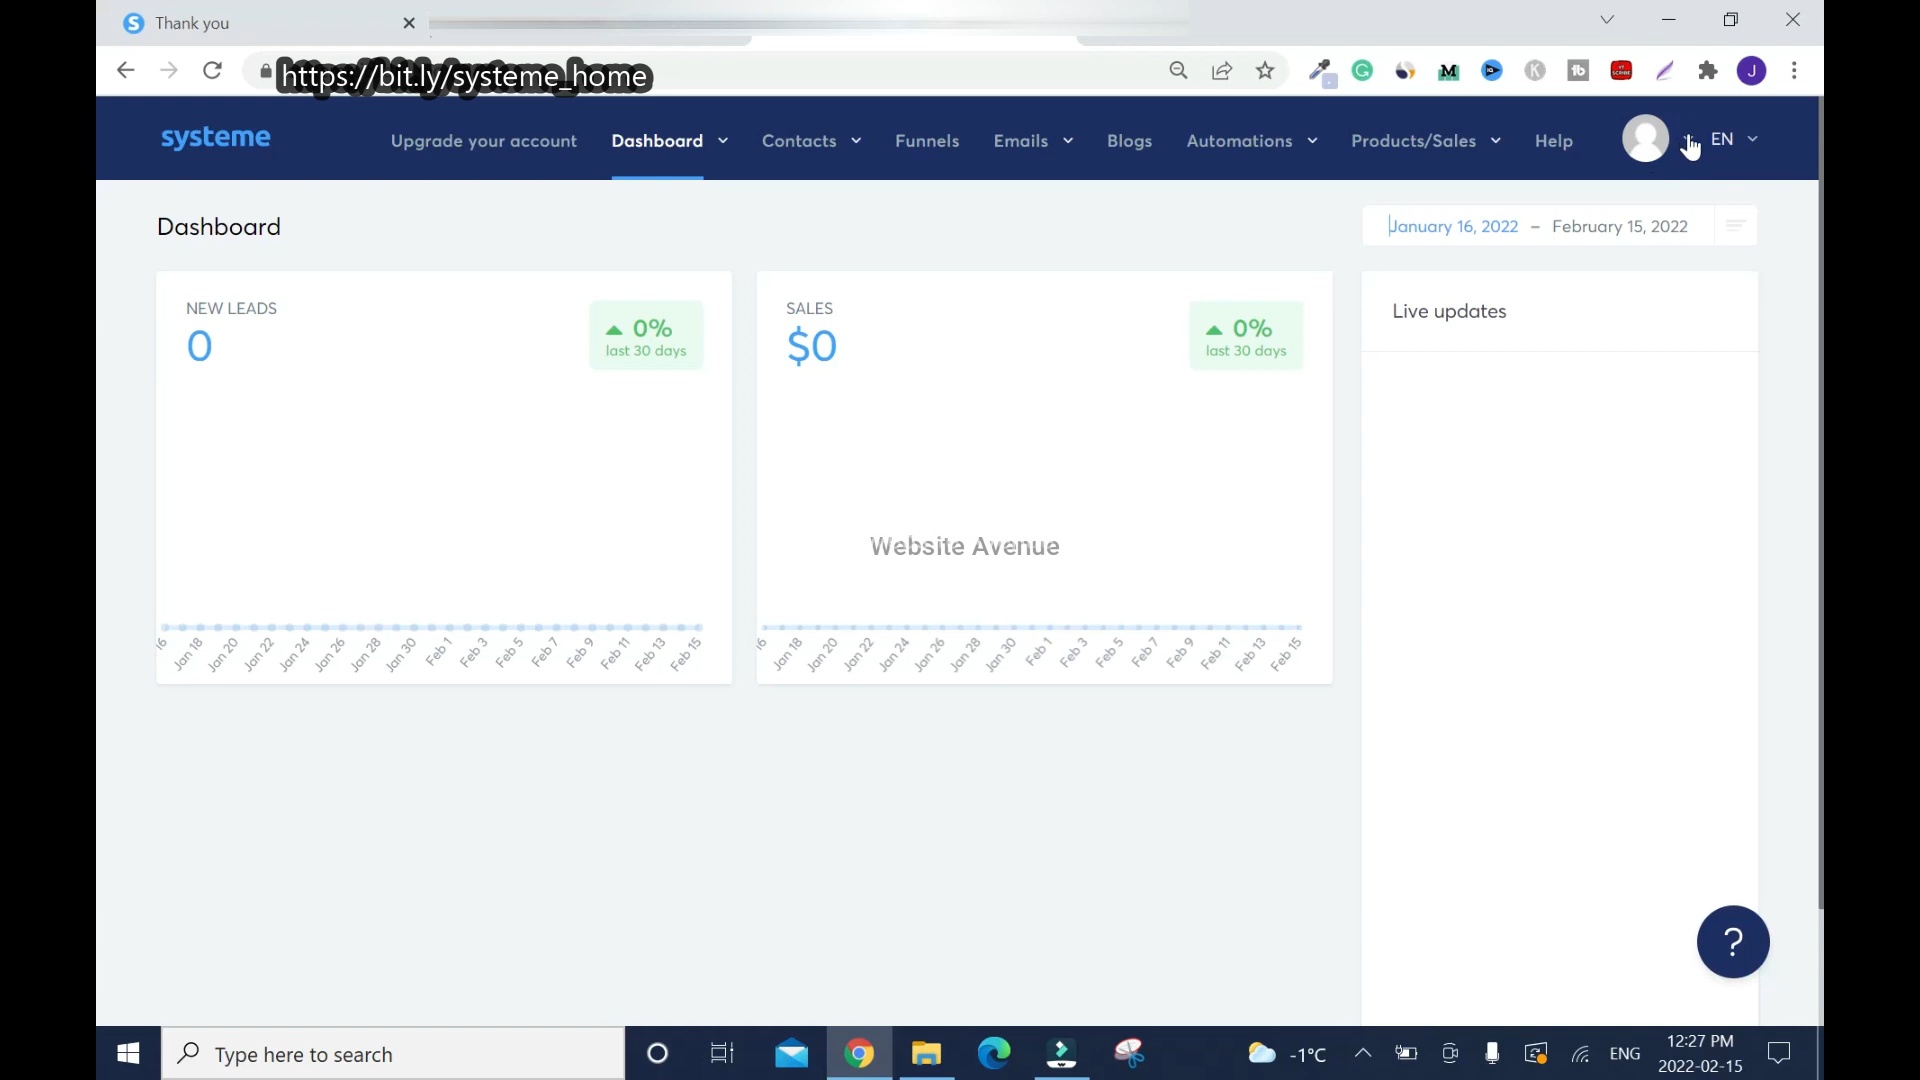 Thank you
https://bit.ly/systeme_home
systeme
Upgrade your account
Dashboard
Contacts
Funnels
Emails
Blogs
Automations
Products/Sales
Help
EN
Dashboard
January 16, 2022 – February 15, 2022
NEW LEADS
0
0%
last 30 days
SALES
$0
0%
last 30 days
Live updates
Website Avenue
16 Jan 18 Jan 20 Jan 22 Jan 24 Jan 26 Jan 28 Jan 30 Feb 1 Feb 3 Feb 5 Feb 7 Feb 9 Feb 11 Feb 13 Feb 15
6 Jan 18 Jan 20 Jan 22 Jan 24 Jan 26 Jan 28 Jan 30 Feb 1 Feb 3 Feb 5 Feb 7 Feb 9 Feb 11 Feb 13 Feb 15
?
Type here to search
-1°C
ENG
12:27 PM
2022-02-15